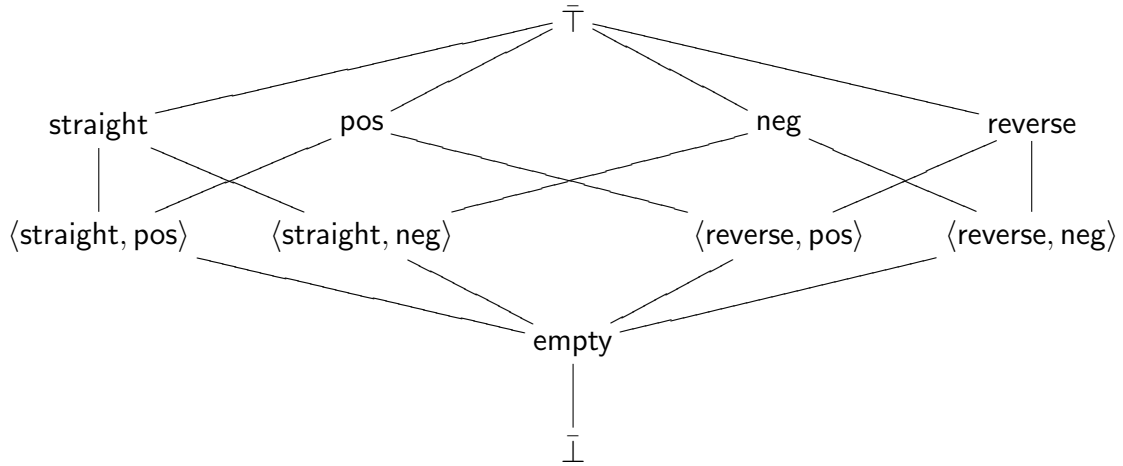 ⊤̄
straight pos neg reverse
⟨straight, pos⟩ ⟨straight, neg⟩ ⟨reverse, pos⟩ ⟨reverse, neg⟩
empty
⊥̄